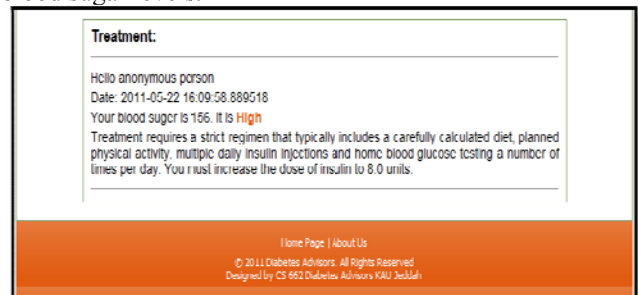 Treatment:
Hello anonymous person
Date: 2011-05-22 16:09:58.889518
Your blood suger is 156. It is High
Treatment requires a strict regimen that typically includes a carefully calculated diet, planned
physical activity, multiple daily insulin injections and home blood glucose testing a number of
times per day. You must increase the dose of insulin to 8.0 units.
Home Page | About Us
© 2011 Diabetes Advisors. All Rights Reserved
Designed by CS 662 Diabetes Advisors KAU Jeddah